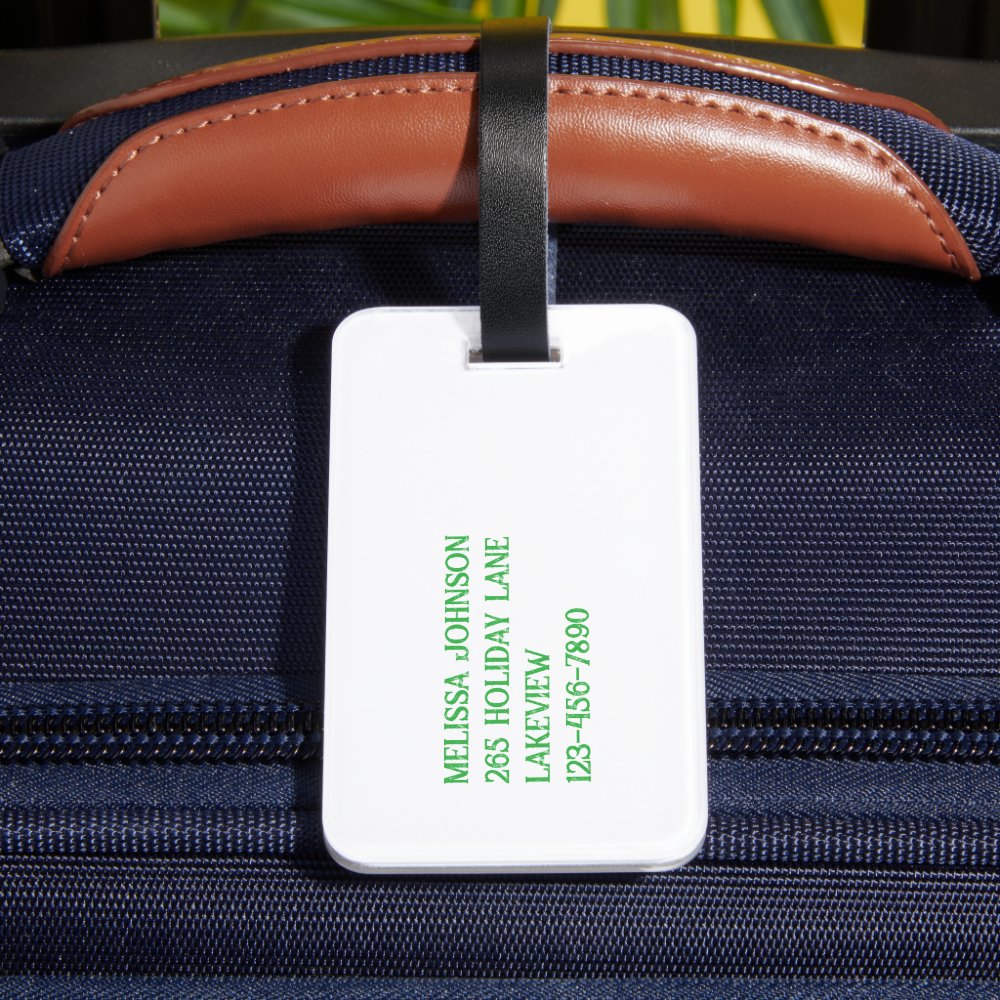 MELISSA JOHNSON
265 HOLIDAY LANE
LAKEVIEW
123-456-7890